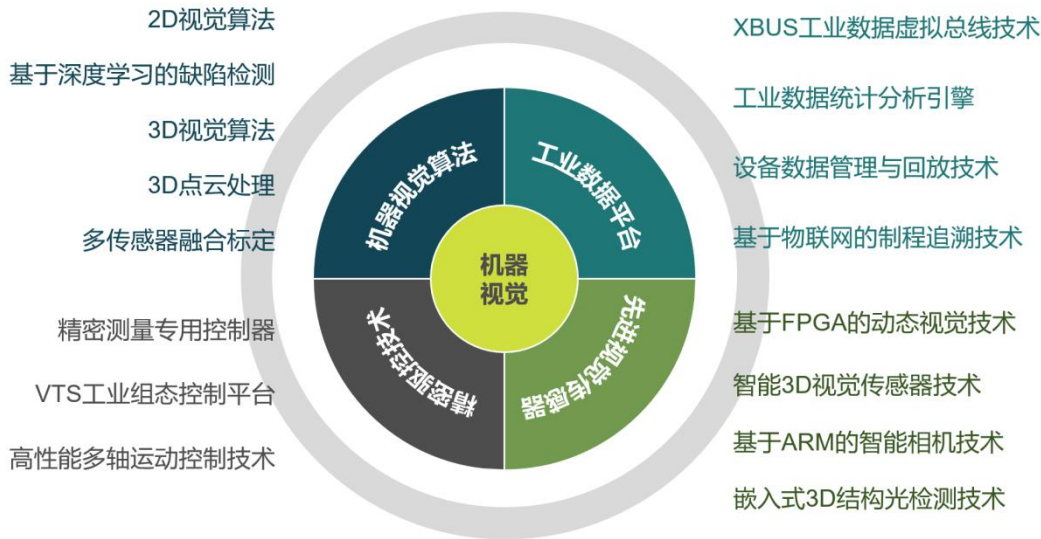 2D视觉算法
基于深度学习的缺陷检测
3D视觉算法
3D点云处理
多传感器融合标定
精密测量专用控制器
VTS工业组态控制平台
高性能多轴运动控制技术
机器视觉算法
工业数据平台
机器
视觉
精密驱控技术
先进视觉传感器
XBUS工业数据虚拟总线技术
工业数据统计分析引擎
设备数据管理与回放技术
基于物联网的制程追溯技术
基于FPGA的动态视觉技术
智能3D视觉传感器技术
基于ARM的智能相机技术
嵌入式3D结构光检测技术